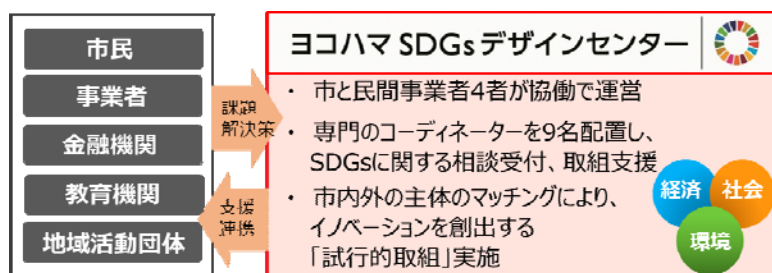 市民
事業者
金融機関
教育機関
地域活動団体
課題
解決策
支援
連携
ヨコハマ SDGsデザインセンター
・ 市と民間事業者4者が協働で運営
・ 専門のコーディネーターを9名配置し、
SDGsに関する相談受付、取組支援
・ 市内外の主体のマッチングにより、
イノベーションを創出する
「試行的取組」実施
経済
社会
環境